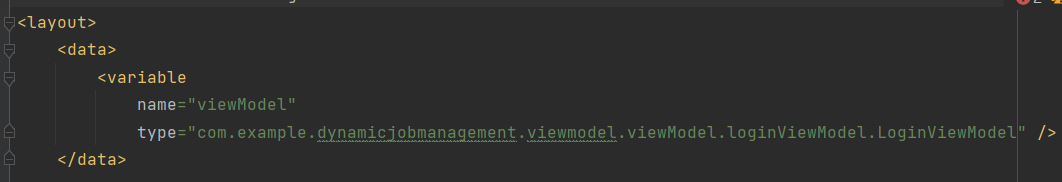 <layout>
    <data>
        <variable
            name="viewModel"
            type="com.example.dynamicjobmanagement.viewmodel.viewModel.loginViewModel.LoginViewModel" />
    </data>